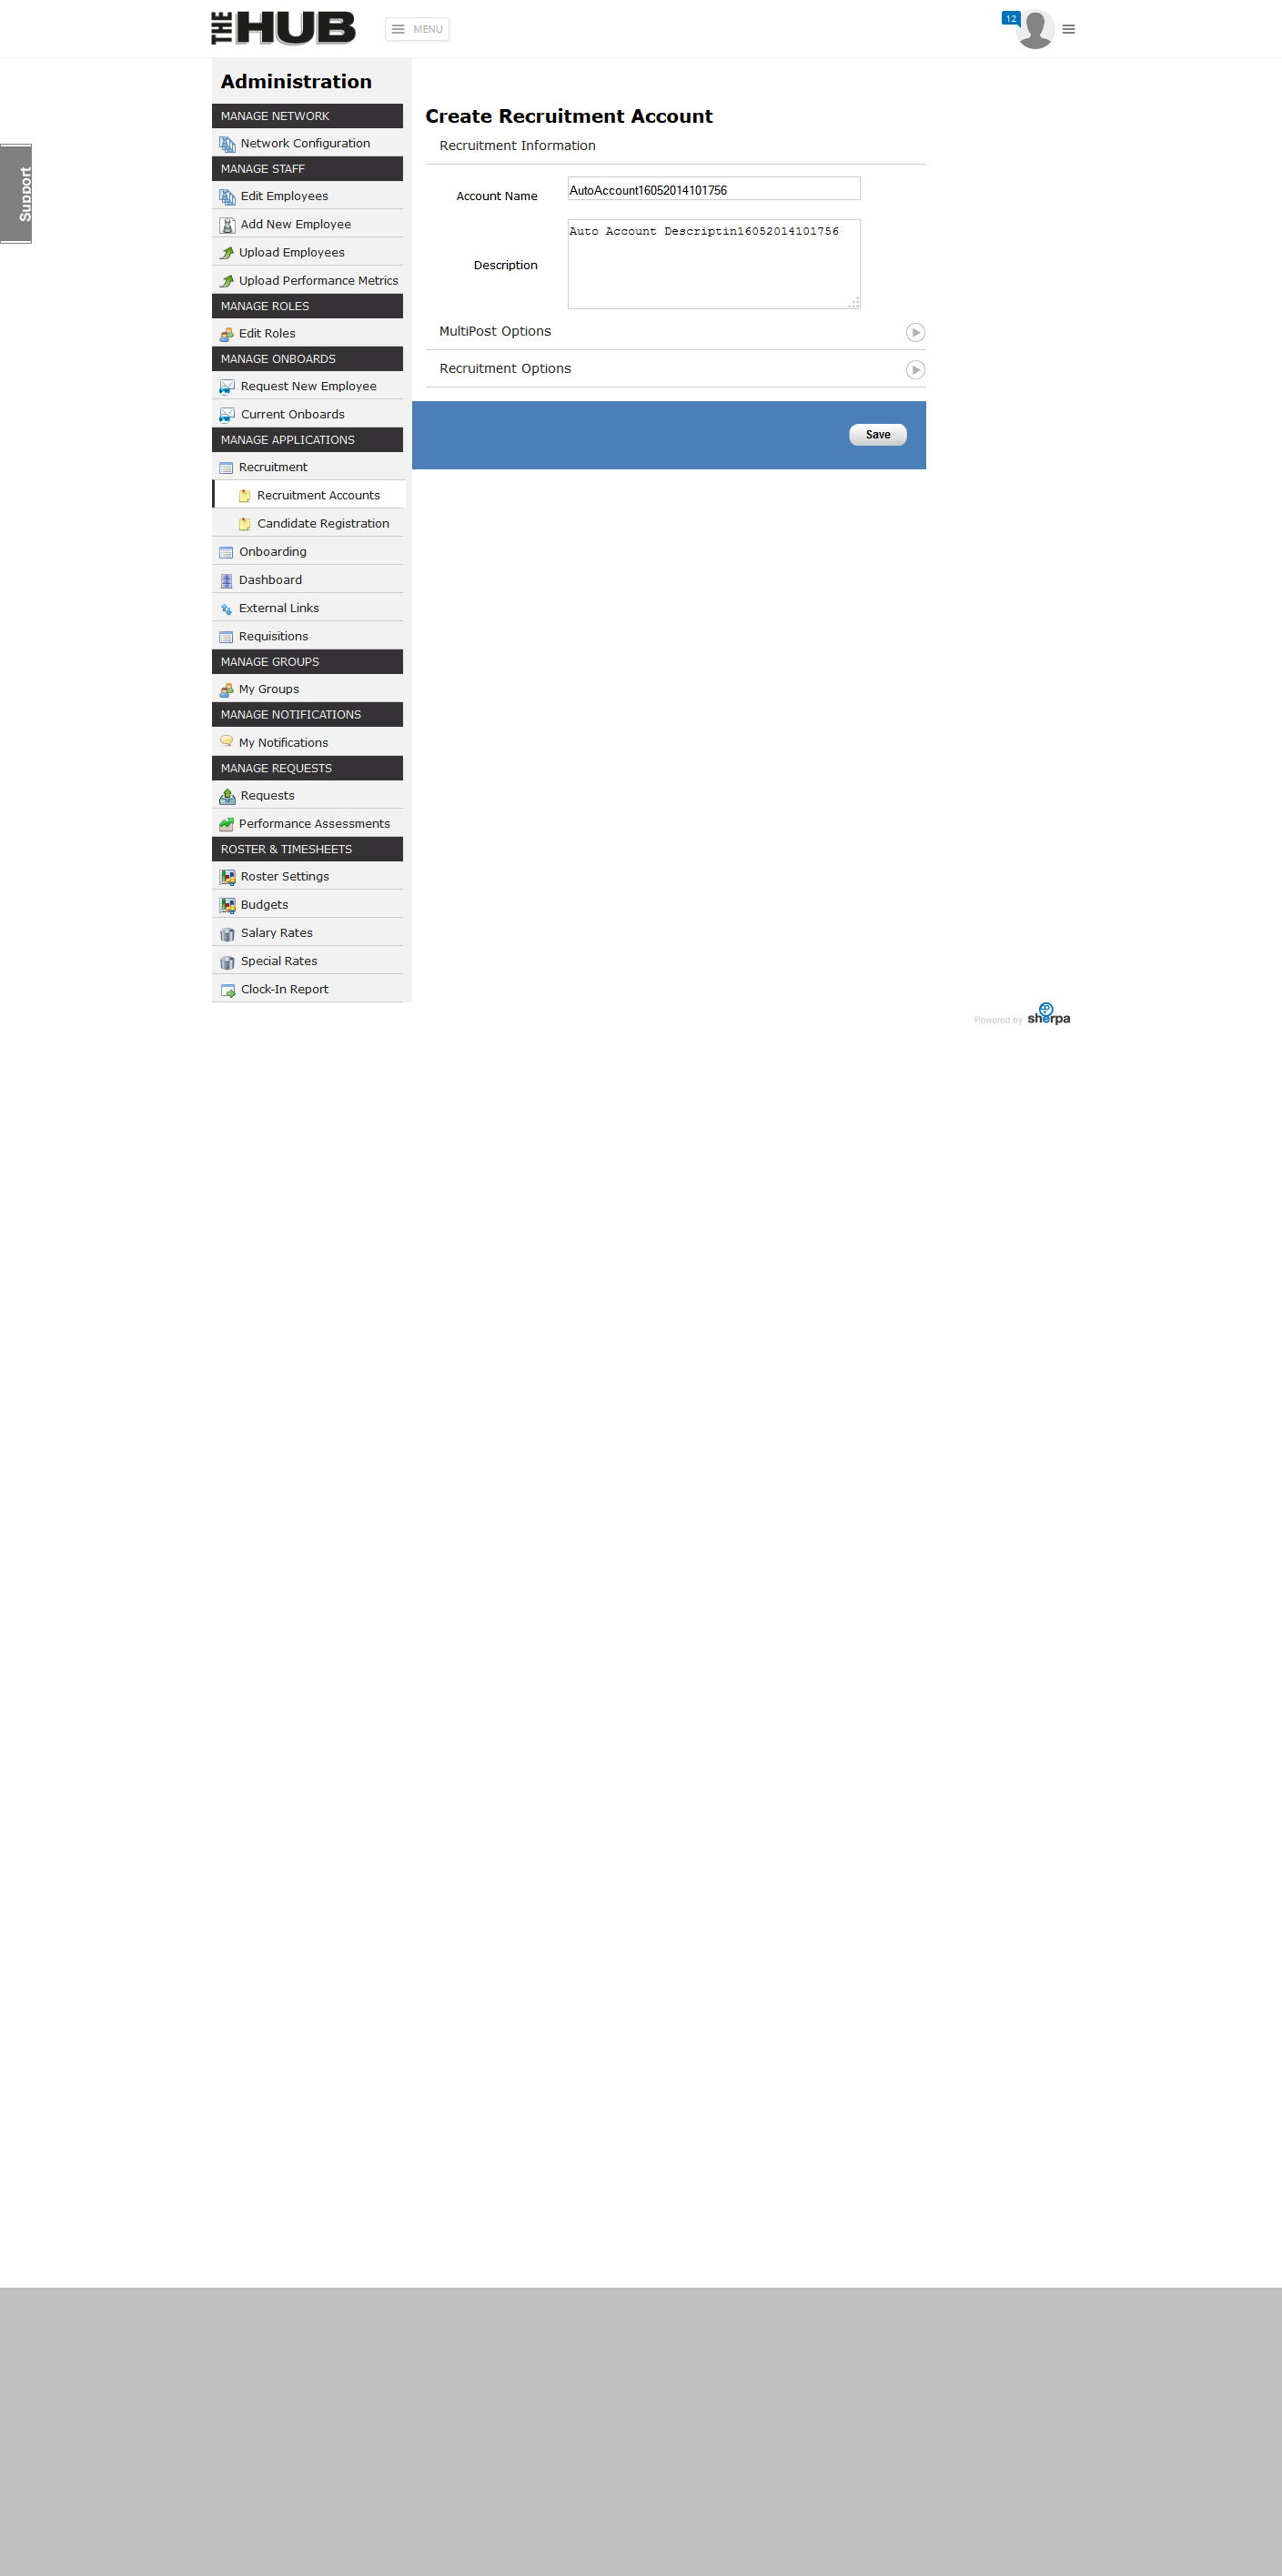 THE HUB
MENU
12
Support
Administration
MANAGE NETWORK
Network Configuration
MANAGE STAFF
Edit Employees
Add New Employee
Upload Employees
Upload Performance Metrics
MANAGE ROLES
Edit Roles
MANAGE ONBOARDS
Request New Employee
Current Onboards
MANAGE APPLICATIONS
Recruitment
Recruitment Accounts
Candidate Registration
Onboarding
Dashboard
External Links
Requisitions
MANAGE GROUPS
My Groups
MANAGE NOTIFICATIONS
My Notifications
MANAGE REQUESTS
Requests
Performance Assessments
ROSTER & TIMESHEETS
Roster Settings
Budgets
Salary Rates
Special Rates
Clock-In Report
Create Recruitment Account
Recruitment Information
Account Name
AutoAccount16052014101756
Description
Auto Account Descriptin16052014101756
MultiPost Options
Recruitment Options
Save
Powered by sherpa